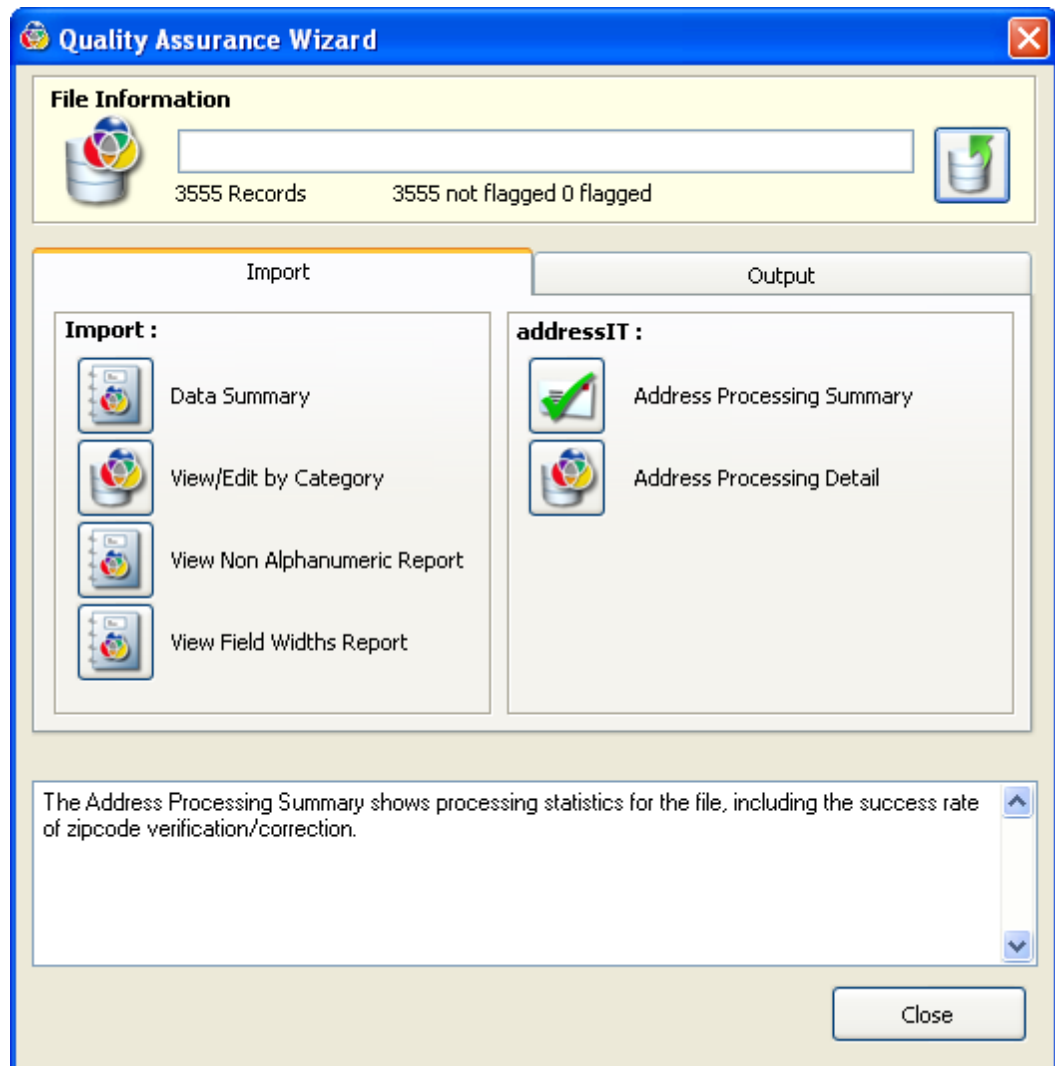 Quality Assurance Wizard
File Information
3555 Records 3555 not flagged 0 flagged
Import Output
Import :
Data Summary
View/Edit by Category
View Non Alphanumeric Report
View Field Widths Report
addressIT :
Address Processing Summary
Address Processing Detail
The Address Processing Summary shows processing statistics for the file, including the success rate
of zipcode verification/correction.
Close